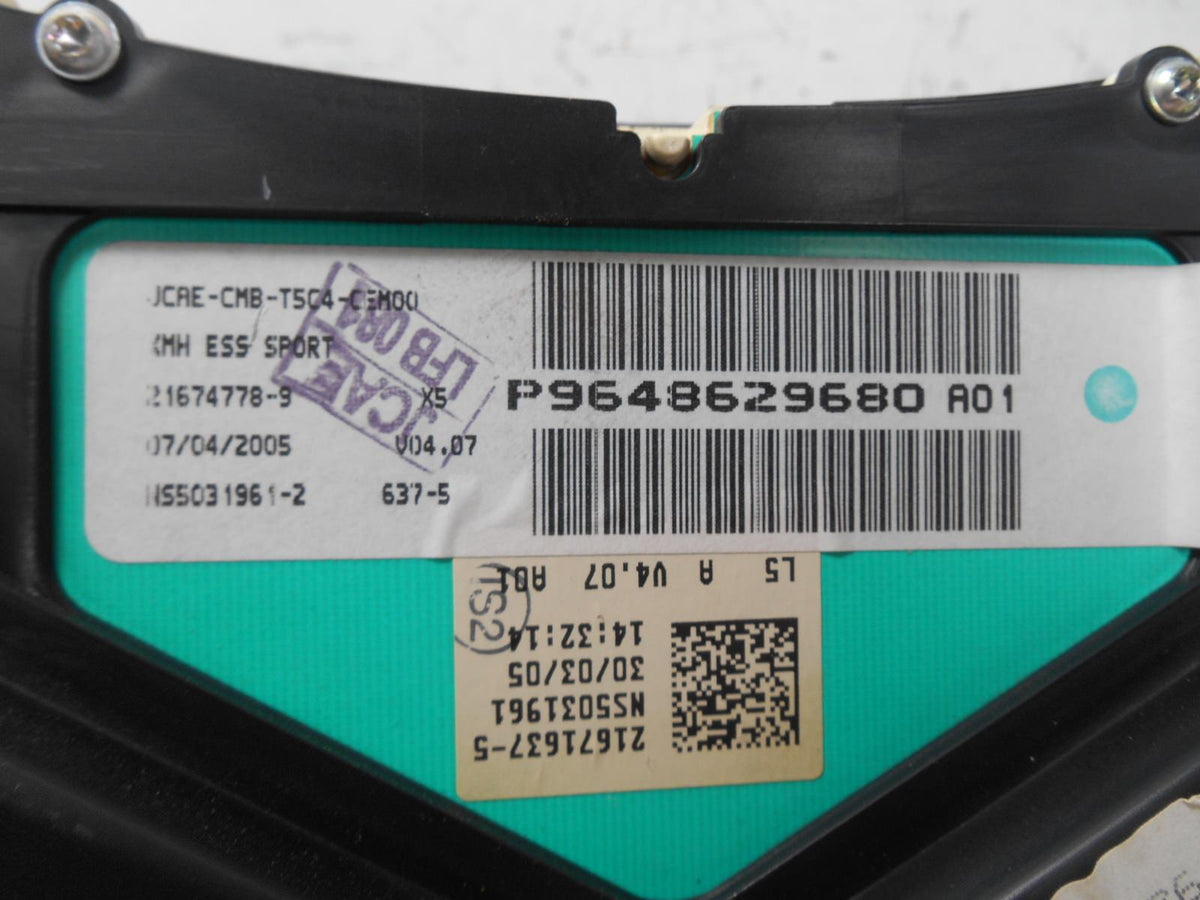 JCAE-CMB-T5C4-CEM00
KMH ESS SPORT
21674778-9 X5
07/04/2005 V04.07
NS5031961-2 637-5
P9648629680 A01
JCAE
LFB 084
21671637-5
NS5031961
30/03/05
14:32:14
L5 A V4.07 A01
TS2